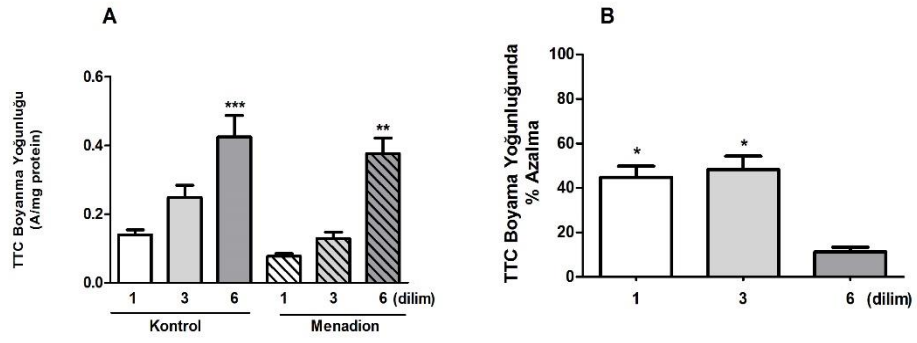 A
TTC Boyanma Yoğunluğu
(A/mg protein)
0.6
0.4
0.2
0.0
***
**
1 3 6 1 3 6 (dilim)
Kontrol Menadion
B
TTC Boyama Yoğunluğunda
% Azalma
100
80
60
40
20
0
* *
1 3 6 (dilim)